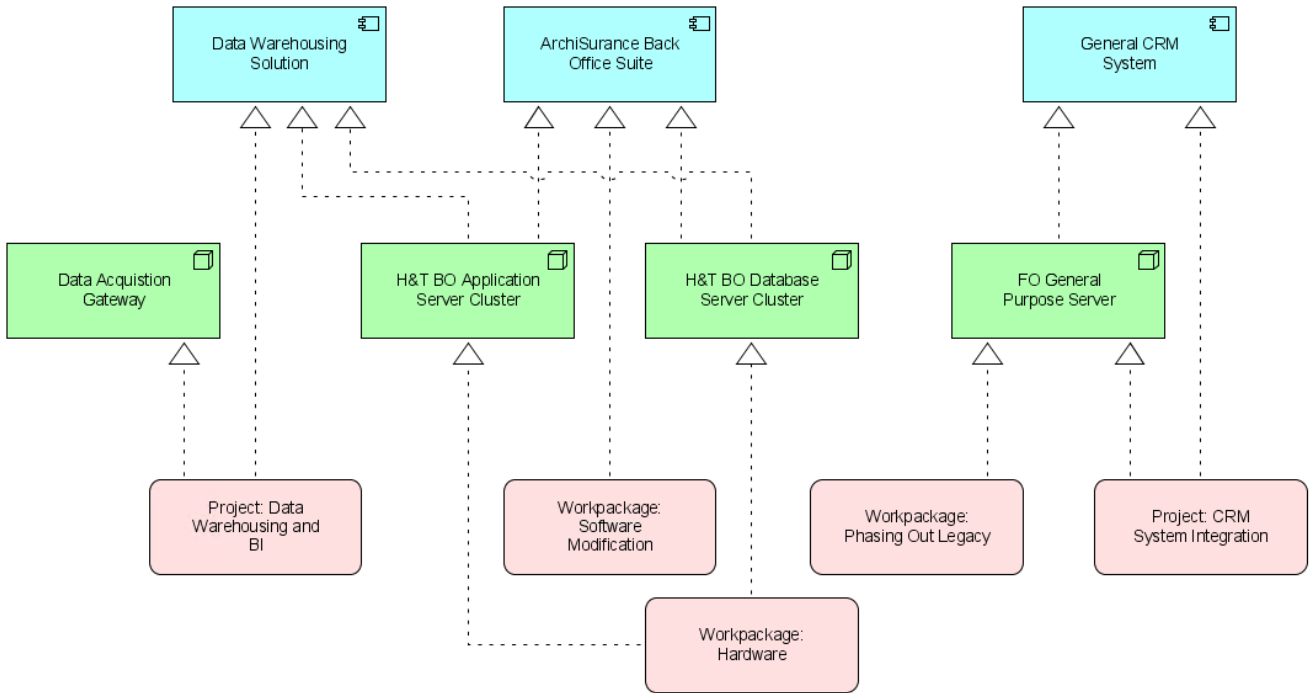 Data Warehousing
Solution
ArchiSurance Back
Office Suite
General CRM
System
Data Acquistion
Gateway
H&T BO Application
Server Cluster
H&T BO Database
Server Cluster
FO General
Purpose Server
Project: Data
Warehousing and
BI
Workpackage:
Software
Modification
Workpackage:
Phasing Out Legacy
Project: CRM
System Integration
Workpackage:
Hardware